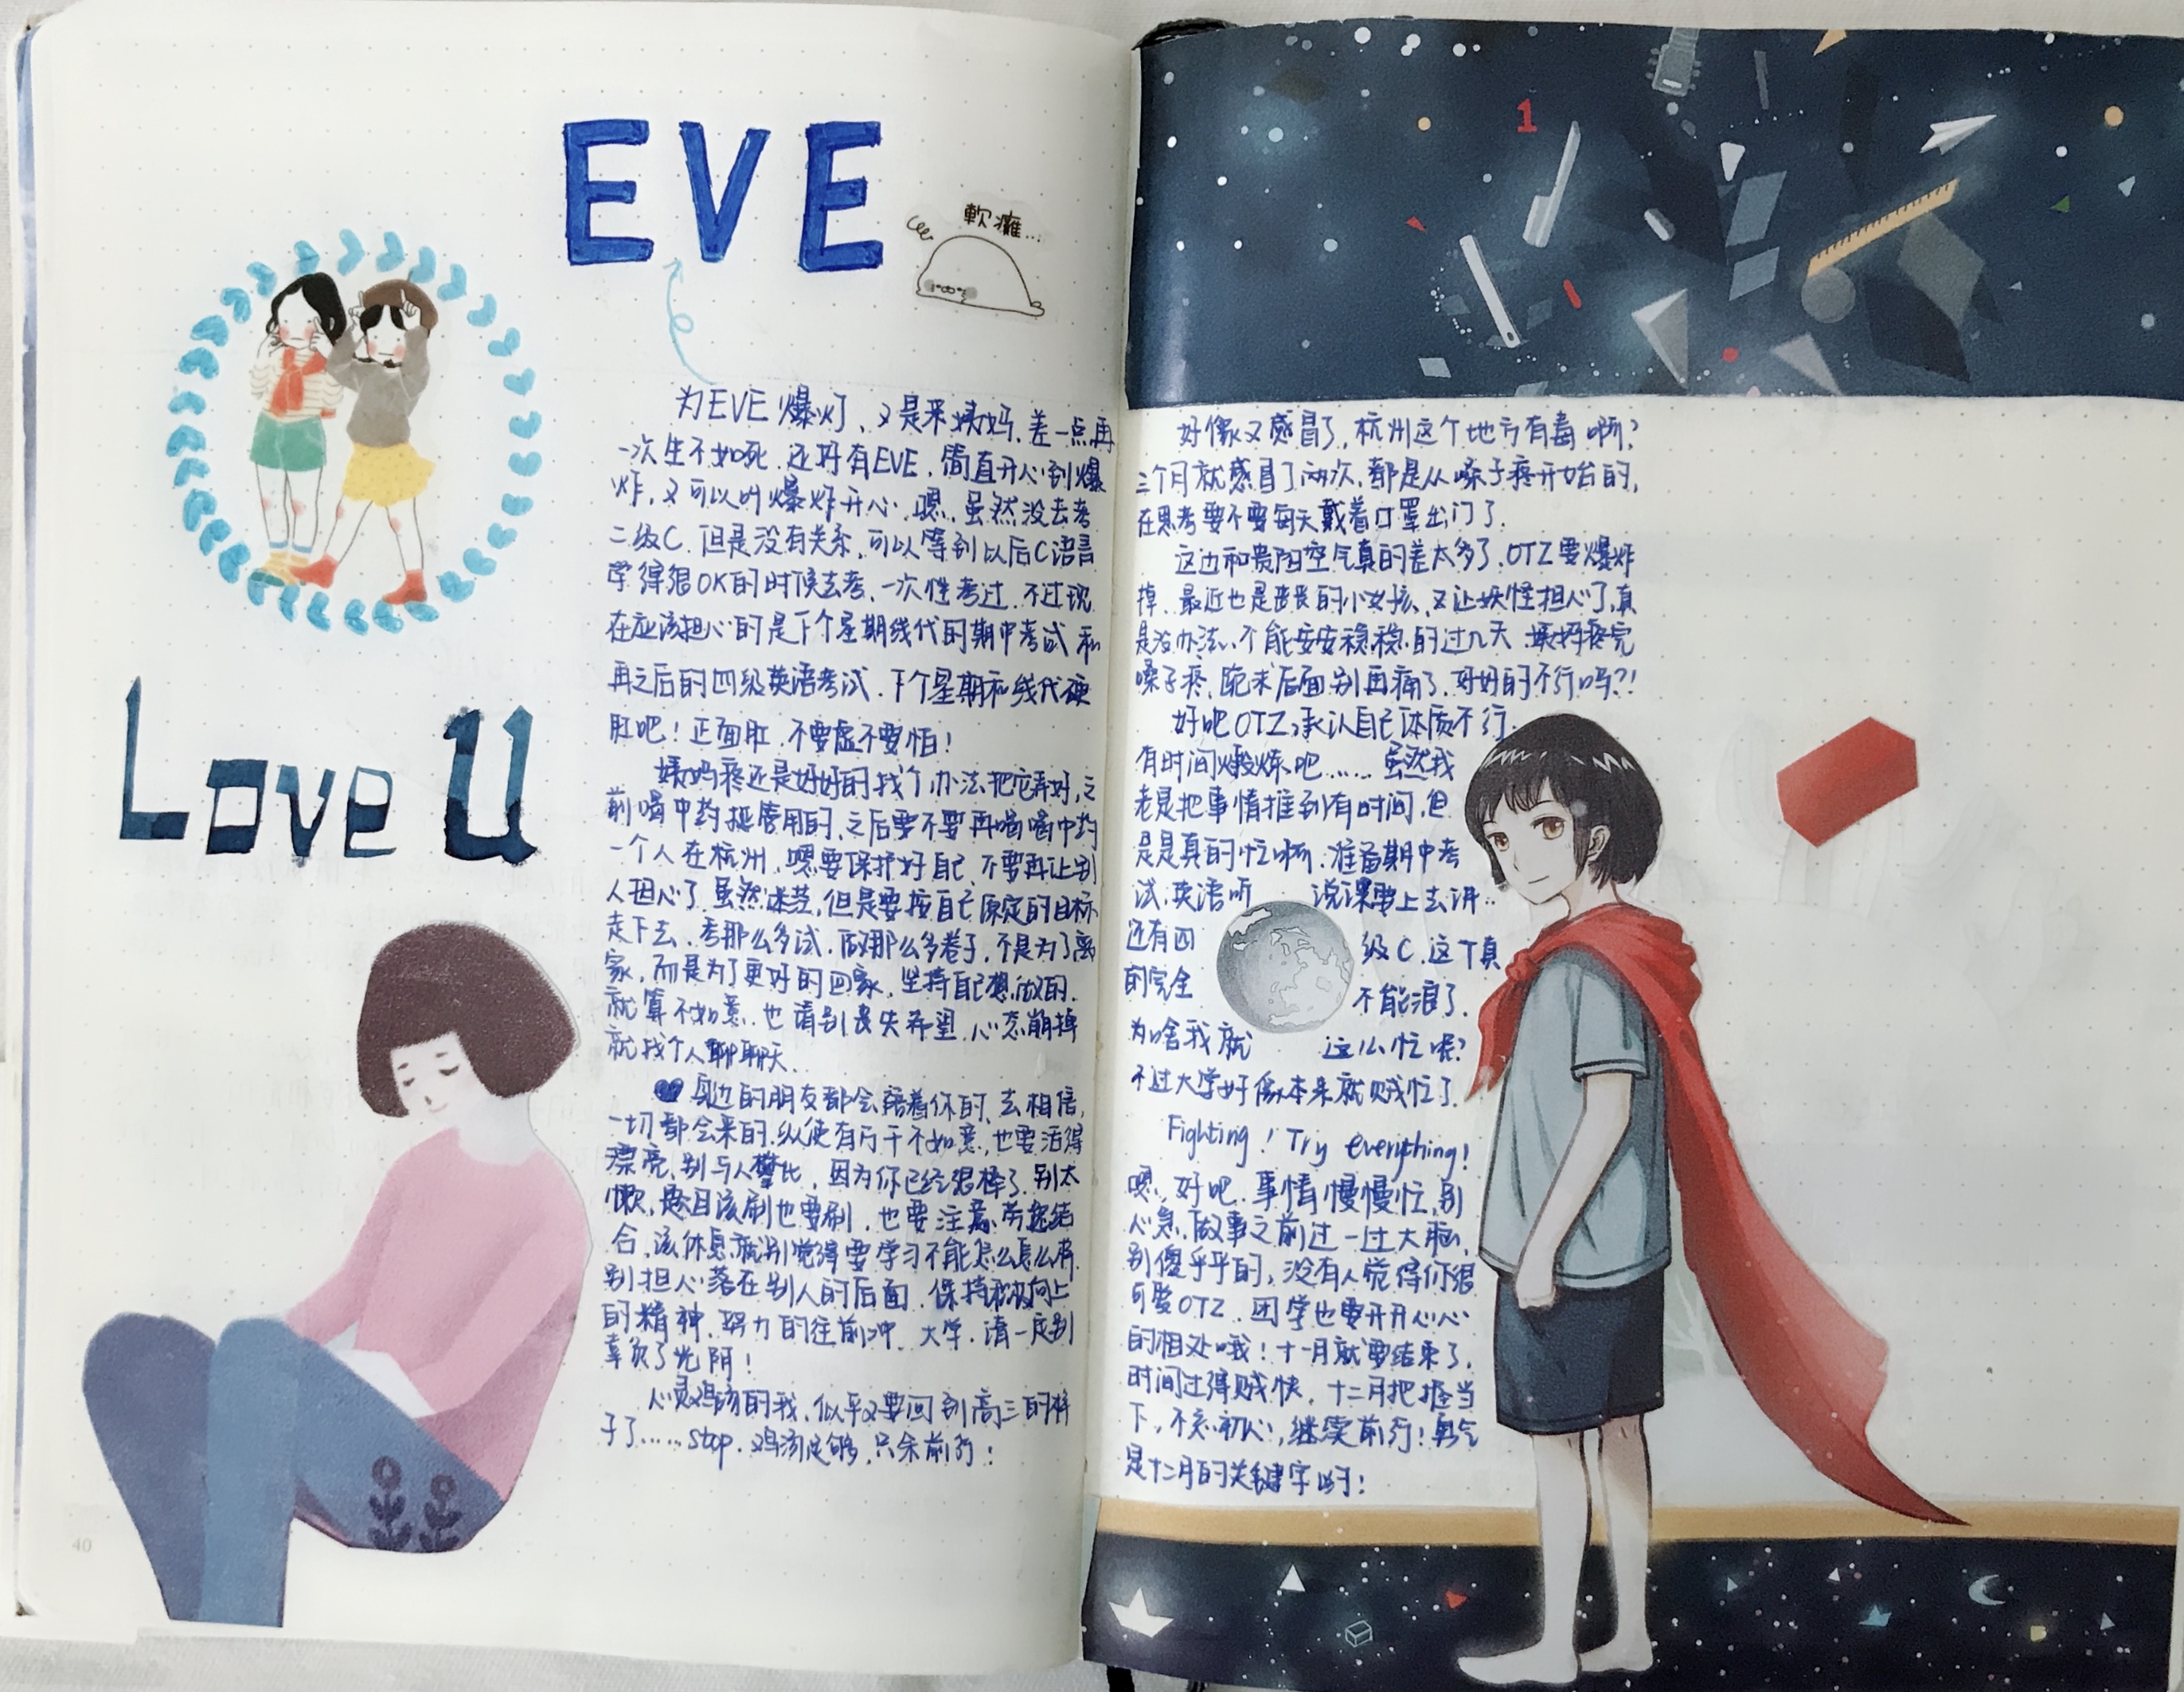 EVE
軟癱...
为EVE爆灯、又是来姨妈、差一点再
一次生不如死.还好有EVE.简直开心到爆
炸,又可以叫爆炸开心.嗯.虽然没去考
二级C.但是没有关系,可以等到以后C语言
学得很OK的时候去考、一次性考过.不过现
在应该担心的是下个星期线代的期中考试和
再之后的四级英语考试.下个星期和线代硬
肛吧!正面肛.不要虚不要怕!
姨妈疼还是好好的找个办法把它弄好,之
前喝中药挺管用的,之后要不要再喝喝中药
一个人在杭州,嗯要保护好自己、不要再让别
人担心了.虽然迷茫,但是要按自己原定的目标
走下去.考那么多试.做那么多卷子,不是为了离
家,而是为了更好的回家.坚持自己想做的.
就算不如意.也请别丧失希望.心态崩掉
就找个人聊聊天.
身边的朋友都会陪着你的、去相信,
一切都会来的.纵使有万千不如意,也要活得
漂亮、别与人攀比,因为你已经很棒了.别太
懒,题目该刷也要刷,也要注意劳逸结
合,该休息就别觉得要学习不能怎么怎么样.
别担心落在别人的后面.保持积极向上
的精神.努力的往前冲.大学.请一定别
辜负了光阴!
心灵鸡汤的我,似乎又要回到高三的样
子了......stop.鸡汤足够.只余前行!
Love U
40
1
好像又感冒了,杭州这个地方有毒啊?
三个月就感冒了两次,都是从嗓子疼开始的,
在思考要不要每天戴着口罩出门了.
这边和贵阳空气真的差太多了.OTZ要爆炸
掉.最近也是丧丧的小女孩、又让妖怪担心了,真
是没办法.不能安安稳稳的过几天.姨妈疼完
嗓子疼.跪求后面别再痛了.好好的不行吗?!
好吧OTZ,承认自己体质不行.
有时间煅炼吧......虽然我
老是把事情推到有时间,但
是是真的忙啊.准备期中考
试.英语听说课要上去讲..
还有四级C.这个真
的完全不能浪了.
为啥我就这么忙呢?
不过大学好像本来就贼忙了.
Fighting! Try everything!
嗯,好吧.事情慢慢忙,别
心急,做事之前过一过大脑,
别傻乎乎的,没有人觉得你很
可爱OTZ.同学也要开开心心
的相处哦!十一月就要结束了,
时间过得贼快.十二月把握当
下,不忘初心,继续前行!勇气
是十二月的关键字哟!